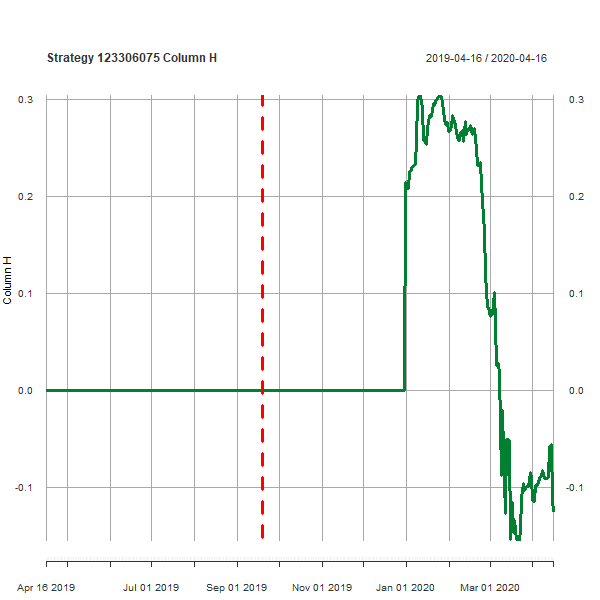 Strategy 123306075 Column H 2019-04-16 / 2020-04-16
0.3 0.3
0.2 0.2
0.1 0.1
Column H
0.0 0.0
-0.1 -0.1
Apr 16 2019 Jul 01 2019 Sep 01 2019 Nov 01 2019 Jan 01 2020 Mar 01 2020